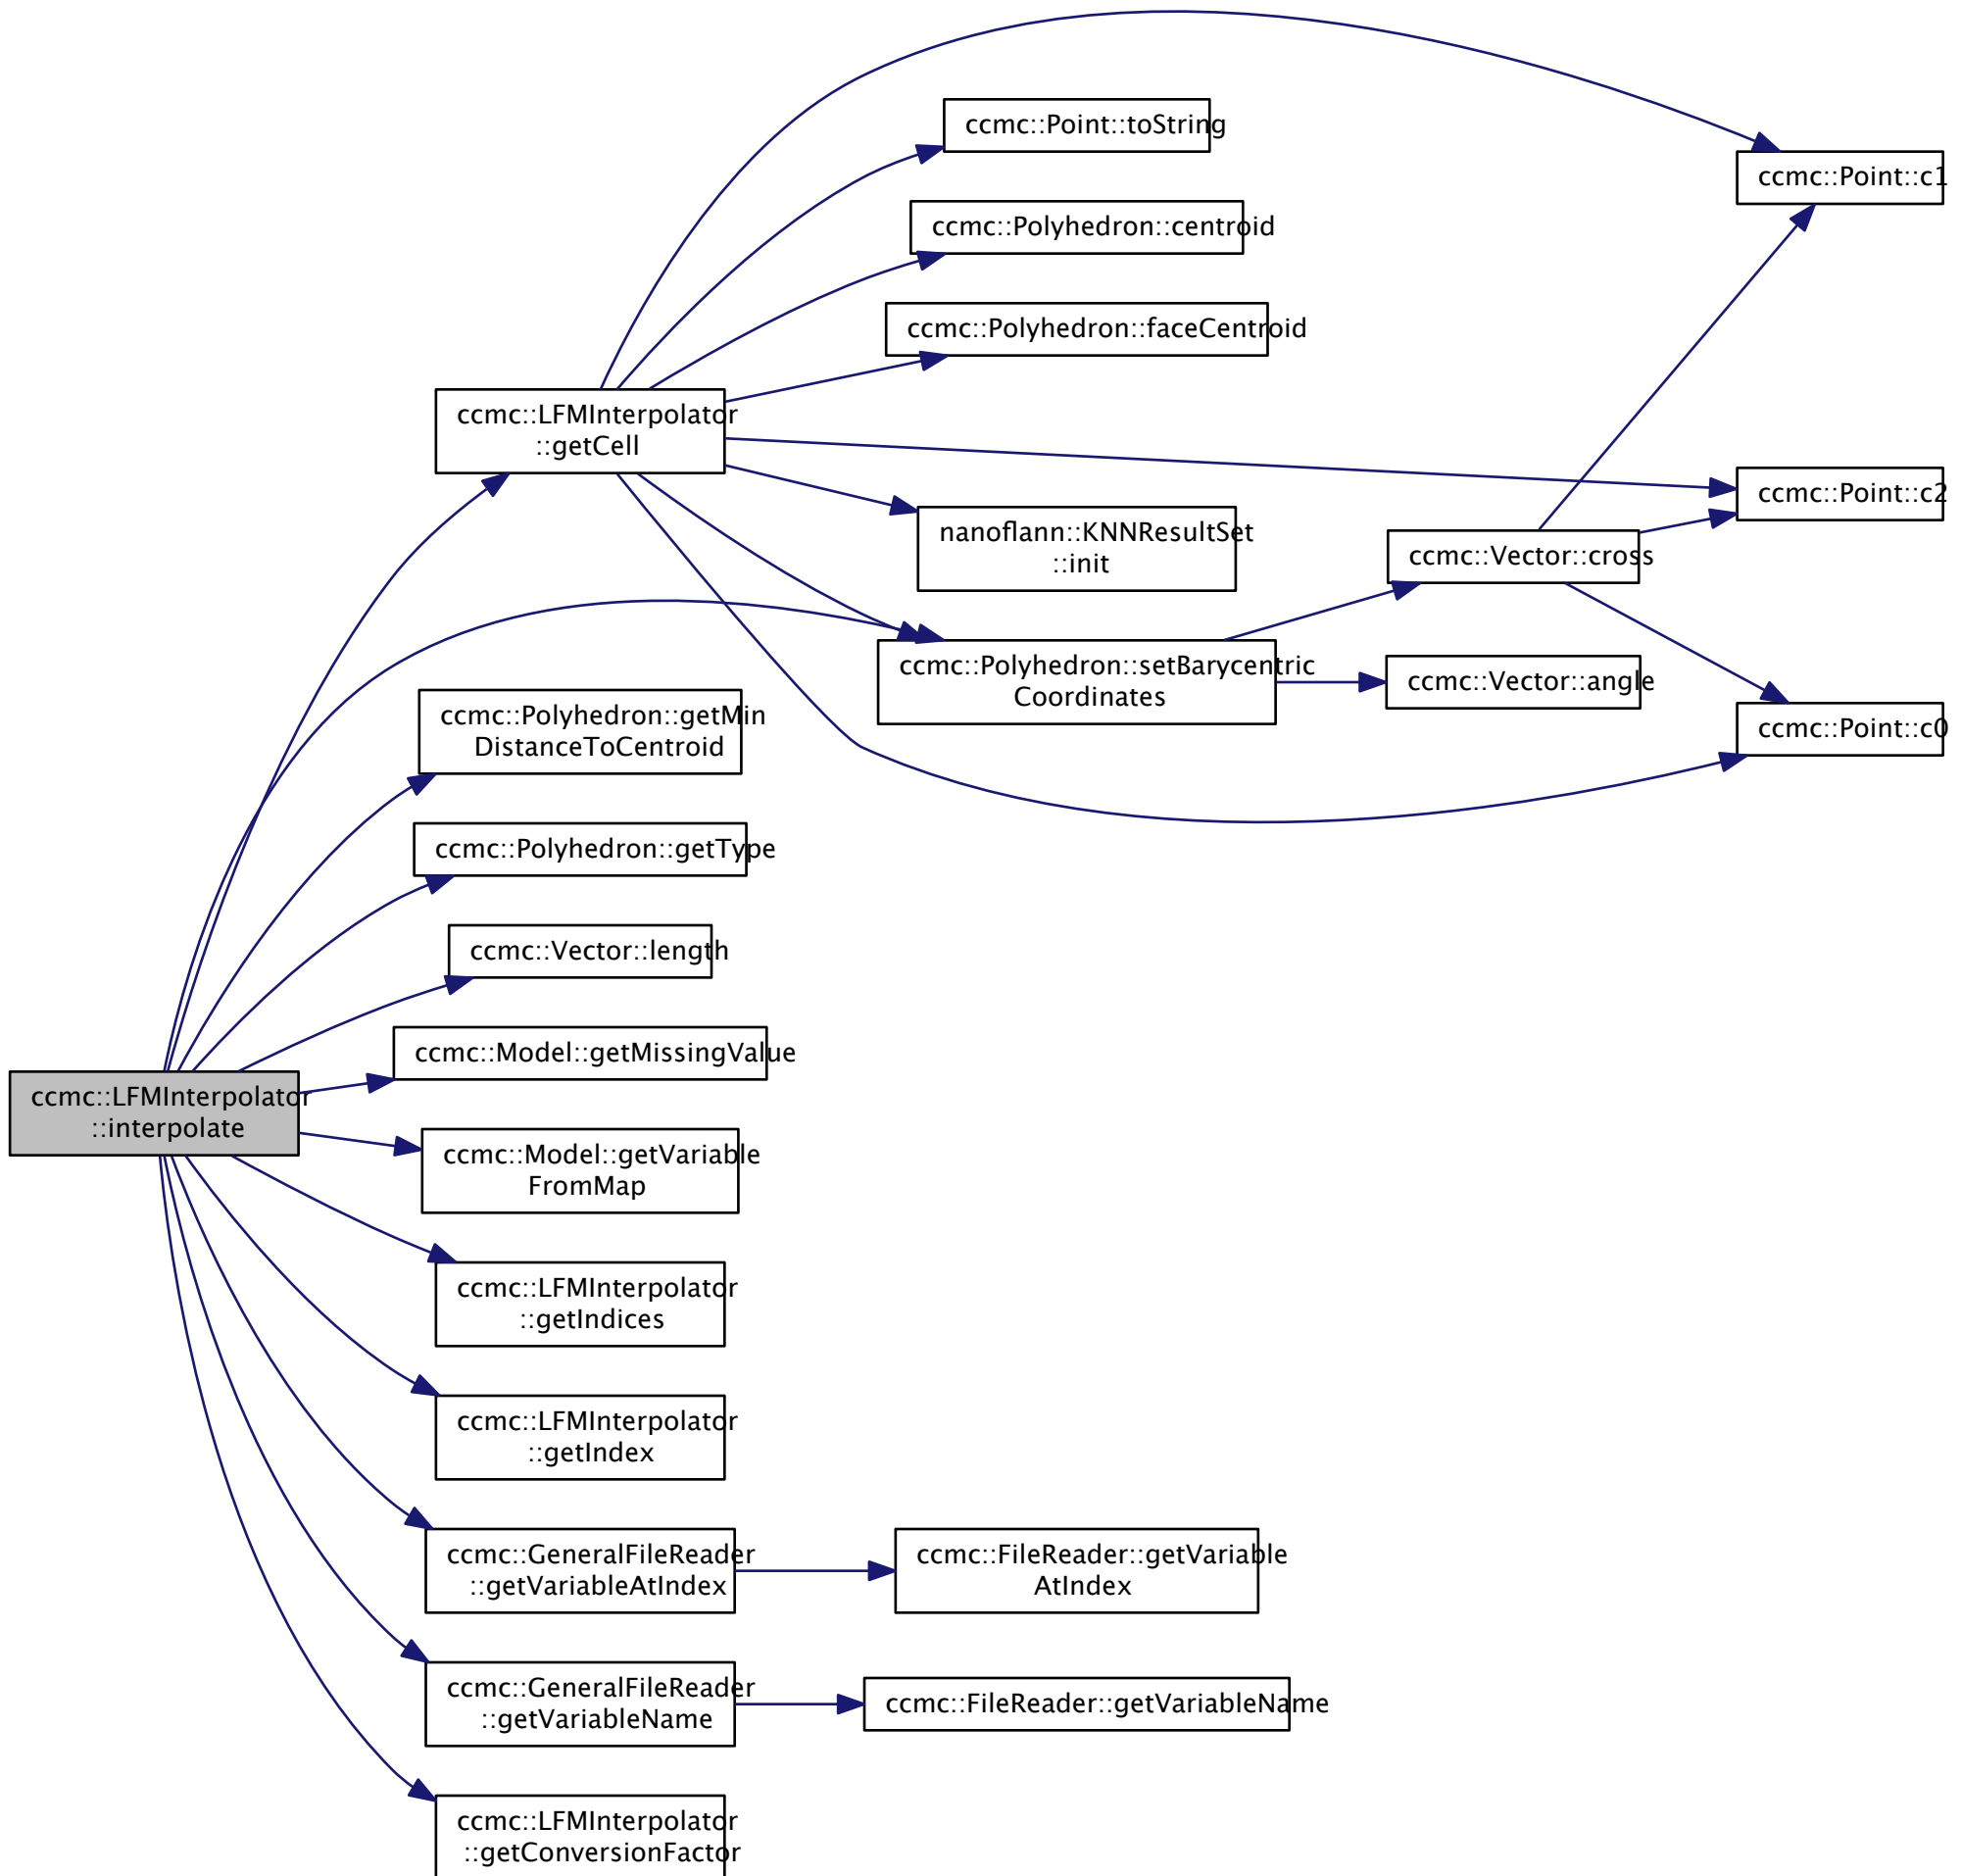 ccmc::Point::toString
ccmc::Point::c1
ccmc::Polyhedron::centroid
ccmc::Polyhedron::faceCentroid
ccmc::LFMInterpolator
::getCell
ccmc::Point::c2
nanoflann::KNNResultSet
::init
ccmc::Vector::cross
ccmc::Polyhedron::setBarycentric
Coordinates
ccmc::Vector::angle
ccmc::Point::c0
ccmc::Polyhedron::getMin
DistanceToCentroid
ccmc::Polyhedron::getType
ccmc::Vector::length
ccmc::Model::getMissingValue
ccmc::LFMInterpolator
::interpolate
ccmc::Model::getVariable
FromMap
ccmc::LFMInterpolator
::getIndices
ccmc::LFMInterpolator
::getIndex
ccmc::GeneralFileReader
::getVariableAtIndex
ccmc::FileReader::getVariable
AtIndex
ccmc::GeneralFileReader
::getVariableName
ccmc::FileReader::getVariableName
ccmc::LFMInterpolator
::getConversionFactor